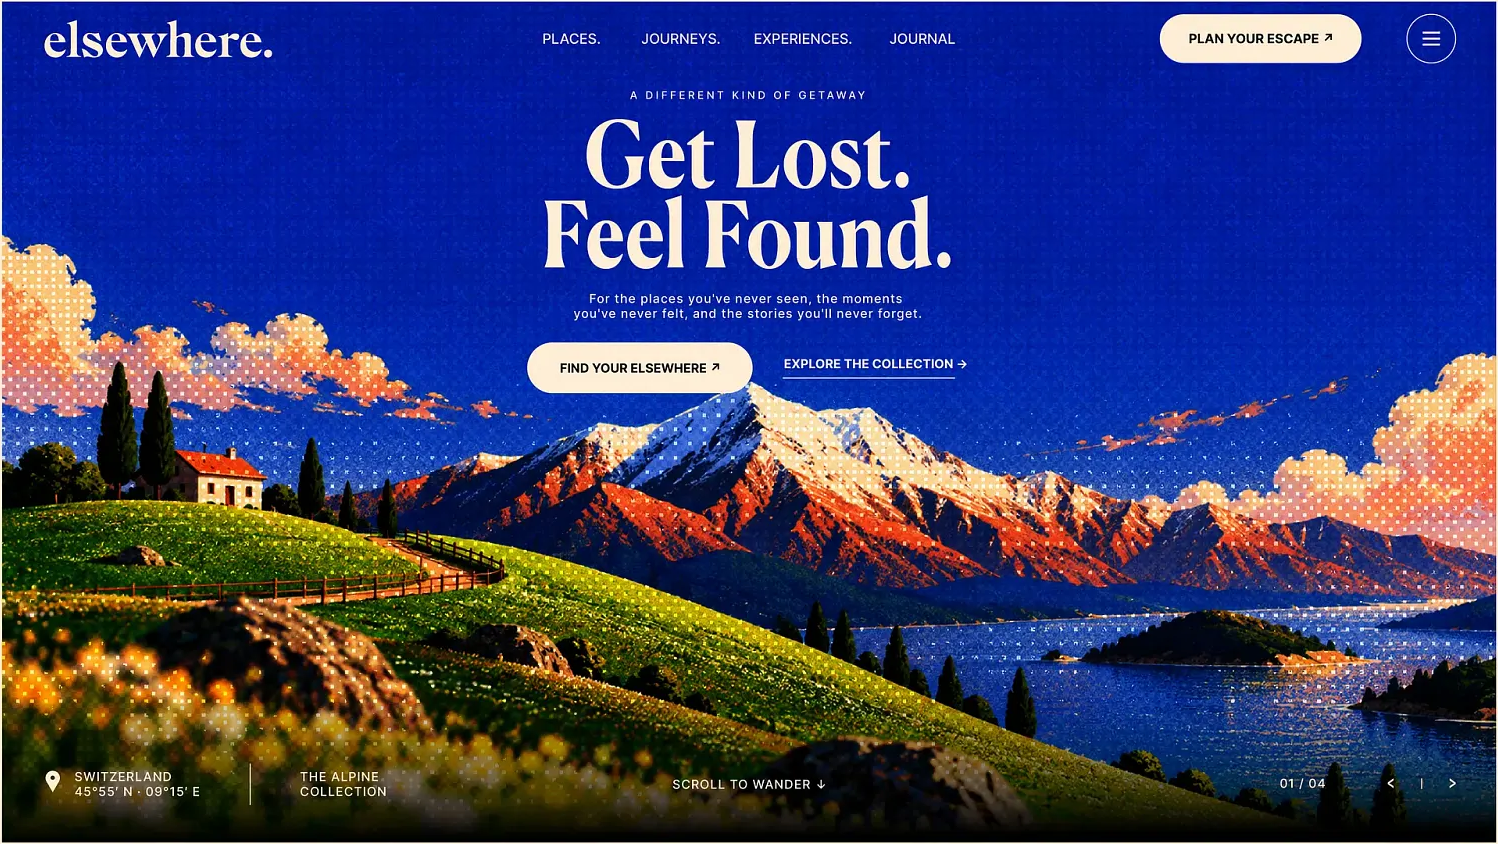 elsewhere.
PLACES.
JOURNEYS.
EXPERIENCES.
JOURNAL
PLAN YOUR ESCAPE ↗
A DIFFERENT KIND OF GETAWAY
Get Lost.
Feel Found.
For the places you've never seen, the moments
you've never felt, and the stories you'll never forget.
FIND YOUR ELSEWHERE ↗
EXPLORE THE COLLECTION →
SWITZERLAND
45°55′ N · 09°15′ E
THE ALPINE
COLLECTION
SCROLL TO WANDER ↓
01 / 04
< | >